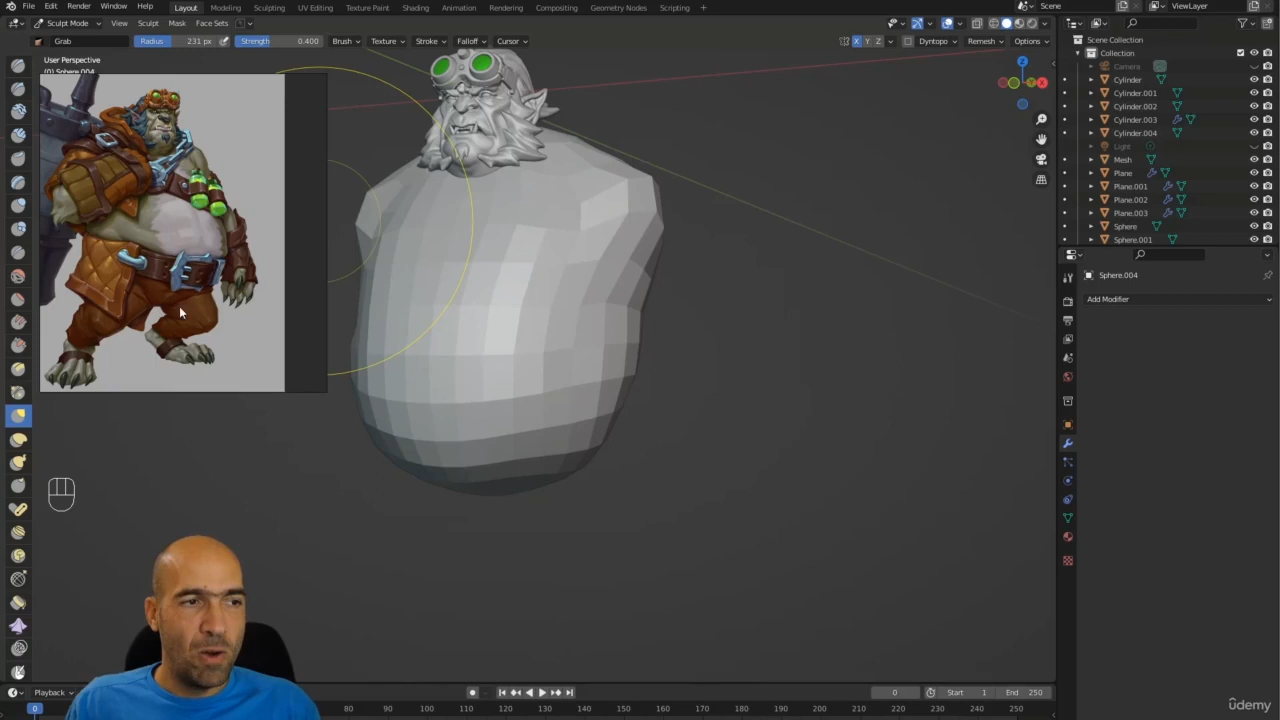 File Edit Render Window Help Layout Modeling Sculpting UV Editing Texture Paint Shading Animation Rendering Compositing Geometry Nodes Scripting + Scene ViewLayer
Sculpt Mode View Sculpt Mask Face Sets
Grab Radius 231 px Strength 0.400 Brush Texture Stroke Falloff Cursor X Y Z Dyntopo Remesh Options
User Perspective
(0) Sphere.004
Z
X
Scene Collection
Collection
Camera
Cylinder
Cylinder.001
Cylinder.002
Cylinder.003
Cylinder.004
Light
Mesh
Plane
Plane.001
Plane.002
Plane.003
Sphere
Sphere.001
Sphere.004
Add Modifier
Playback 0 Start 1 End 250
0 80 90 100 110 120 130 140 150 160 170 180 190 200 210 220 230 240 250
ûdemy